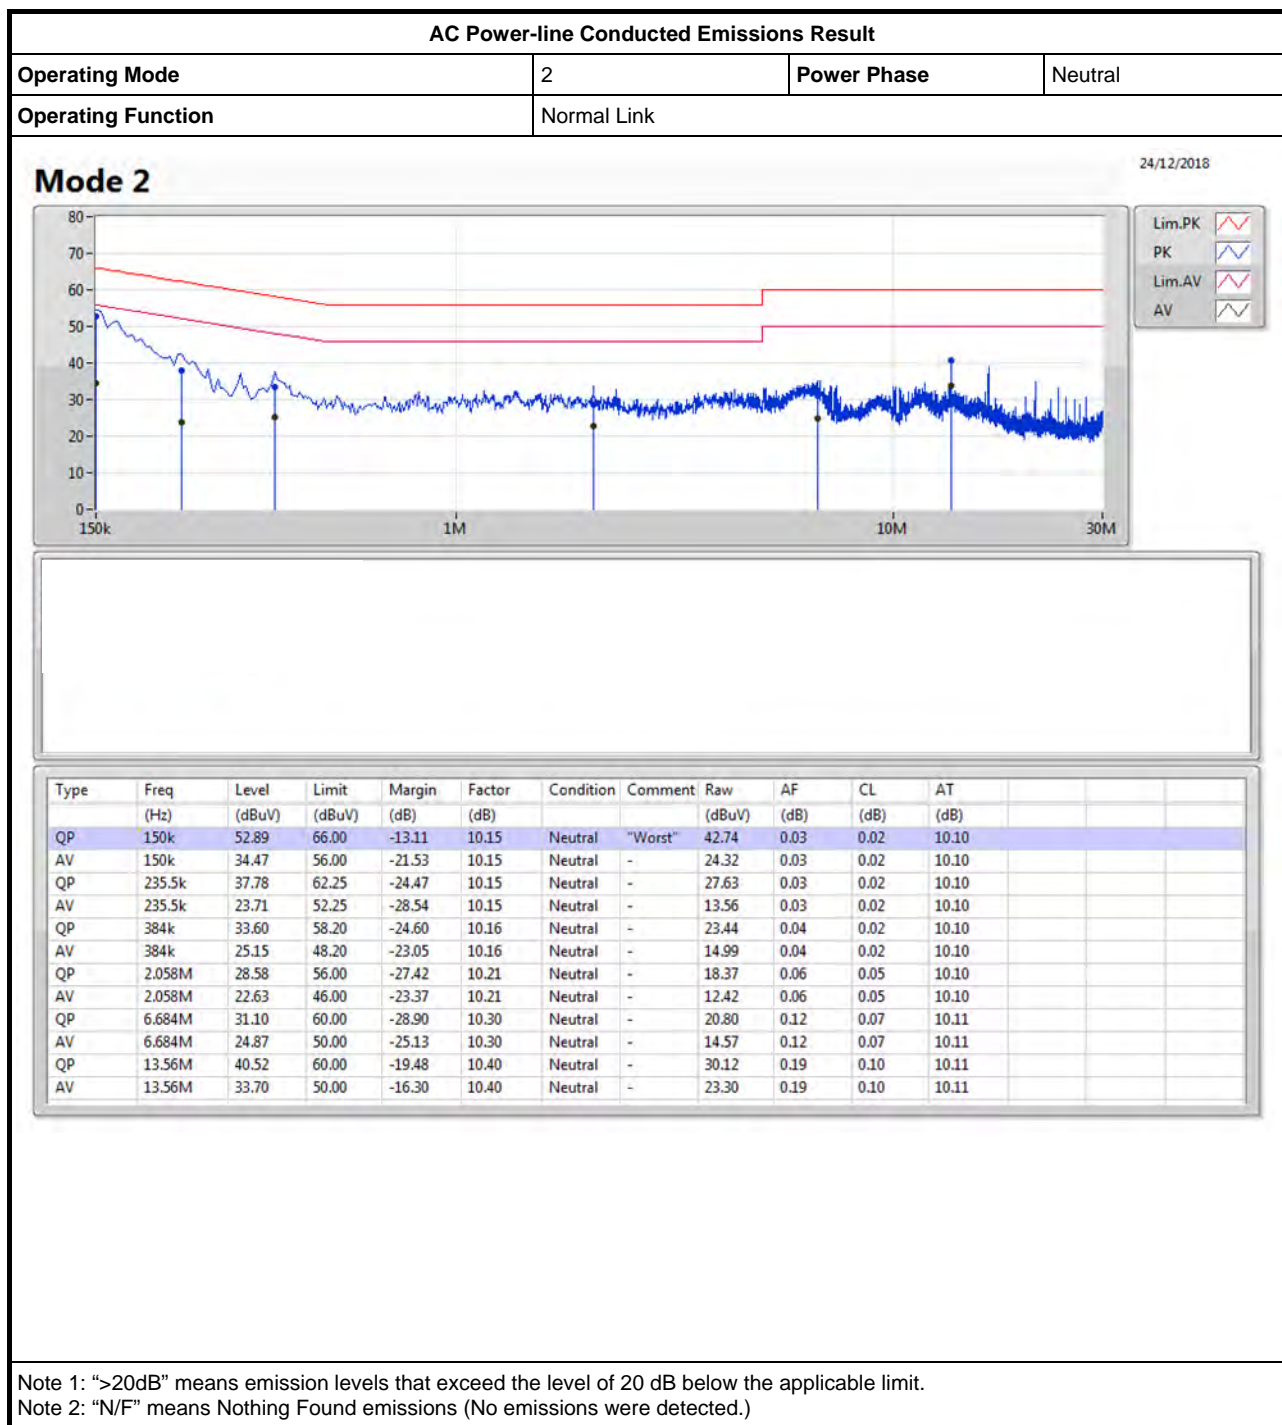 AC Power-line Conducted Emissions Result
Operating Mode 2 Power Phase Neutral
Operating Function Normal Link
24/12/2018
Mode 2
80
70
60
50
40
30
20
10
0
150k 1M 10M 30M
Lim.PK
PK
Lim.AV
AV
Type Freq Level Limit Margin Factor Condition Comment Raw AF CL AT
(Hz) (dBuV) (dBuV) (dB) (dB) (dBuV) (dB) (dB) (dB)
QP 150k 52.89 66.00 -13.11 10.15 Neutral "Worst" 42.74 0.03 0.02 10.10
AV 150k 34.47 56.00 -21.53 10.15 Neutral - 24.32 0.03 0.02 10.10
QP 235.5k 37.78 62.25 -24.47 10.15 Neutral - 27.63 0.03 0.02 10.10
AV 235.5k 23.71 52.25 -28.54 10.15 Neutral - 13.56 0.03 0.02 10.10
QP 384k 33.60 58.20 -24.60 10.16 Neutral - 23.44 0.04 0.02 10.10
AV 384k 25.15 48.20 -23.05 10.16 Neutral - 14.99 0.04 0.02 10.10
QP 2.058M 28.58 56.00 -27.42 10.21 Neutral - 18.37 0.06 0.05 10.10
AV 2.058M 22.63 46.00 -23.37 10.21 Neutral - 12.42 0.06 0.05 10.10
QP 6.684M 31.10 60.00 -28.90 10.30 Neutral - 20.80 0.12 0.07 10.11
AV 6.684M 24.87 50.00 -25.13 10.30 Neutral - 14.57 0.12 0.07 10.11
QP 13.56M 40.52 60.00 -19.48 10.40 Neutral - 30.12 0.19 0.10 10.11
AV 13.56M 33.70 50.00 -16.30 10.40 Neutral - 23.30 0.19 0.10 10.11
Note 1: “>20dB” means emission levels that exceed the level of 20 dB below the applicable limit.
Note 2: “N/F” means Nothing Found emissions (No emissions were detected.)